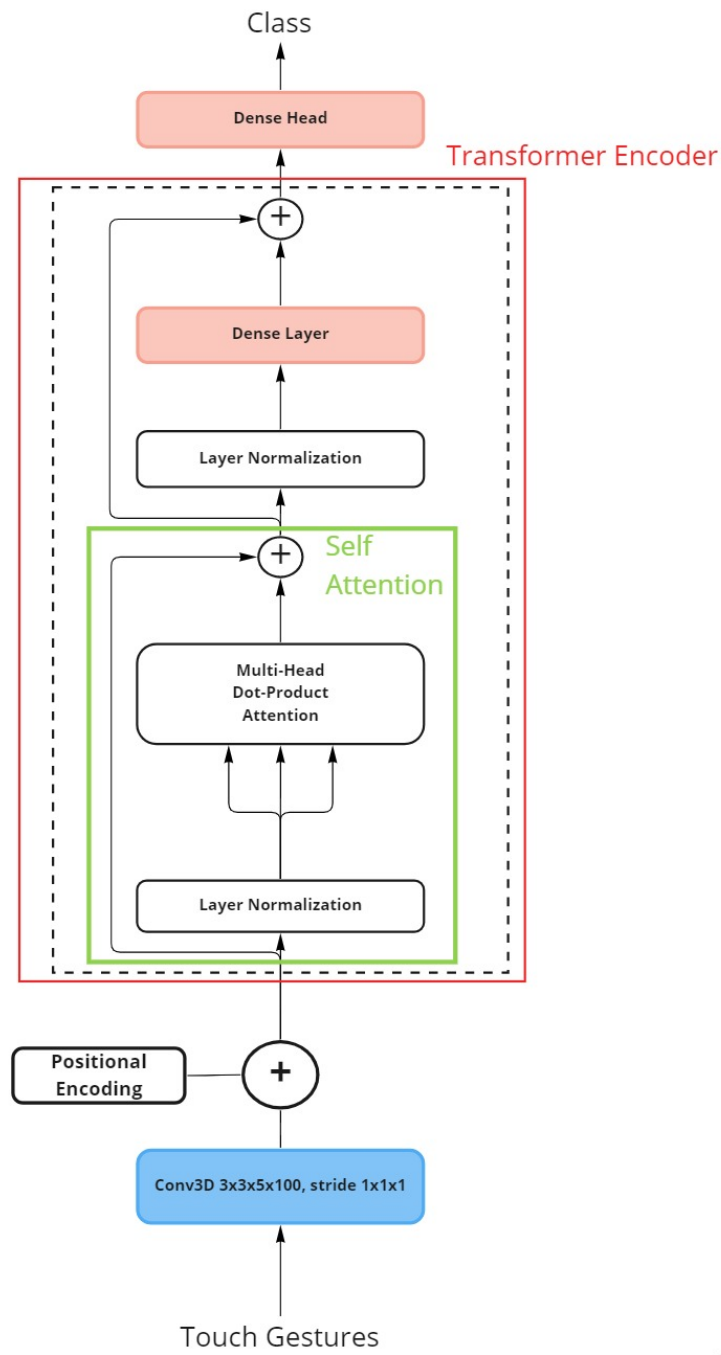 Class
Dense Head
Transformer Encoder
+
Dense Layer
Layer Normalization
+
Self
Attention
Multi-Head
Dot-Product
Attention
Layer Normalization
Positional
Encoding
+
Conv3D 3x3x5x100, stride 1x1x1
Touch Gestures